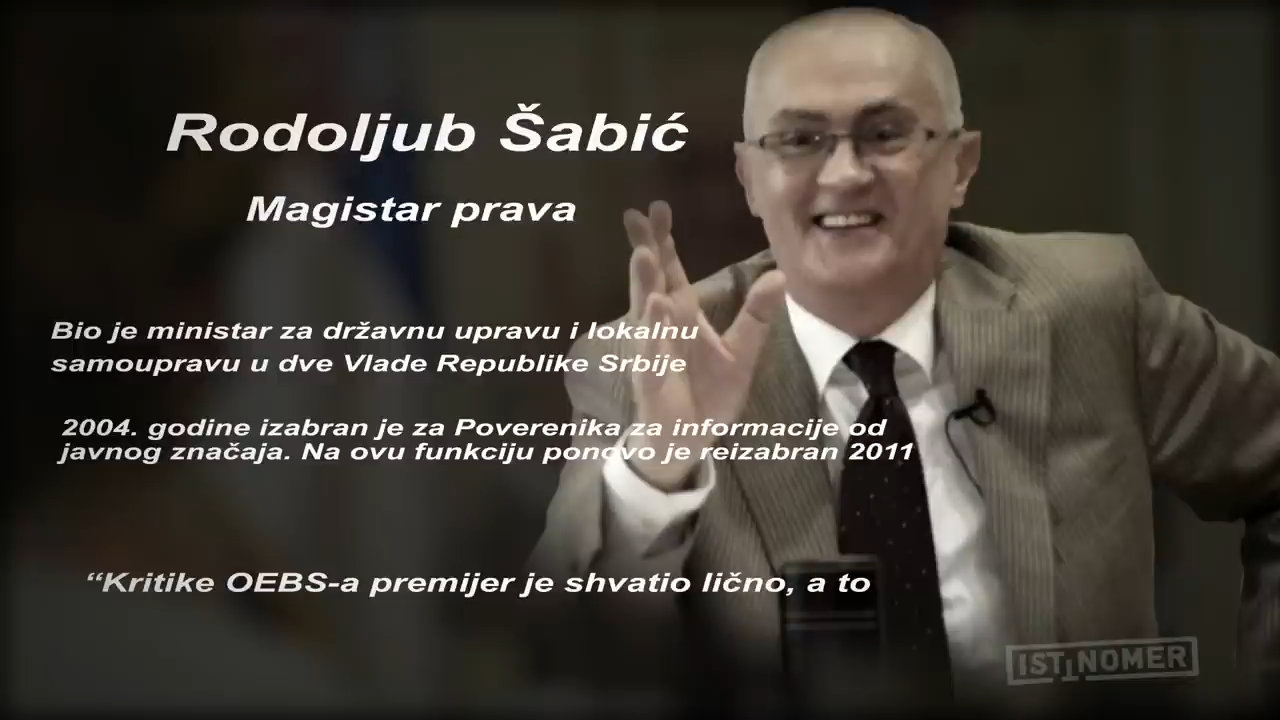 Rodoljub Šabić
Magistar prava
Bio je ministar za državnu upravu i lokalnu
samoupravu u dve Vlade Republike Srbije
2004. godine izabran je za Poverenika za informacije od
javnog značaja. Na ovu funkciju ponovo je reizabran 2011
“Kritike OEBS-a premijer je shvatio lično, a to
ISTINOMER